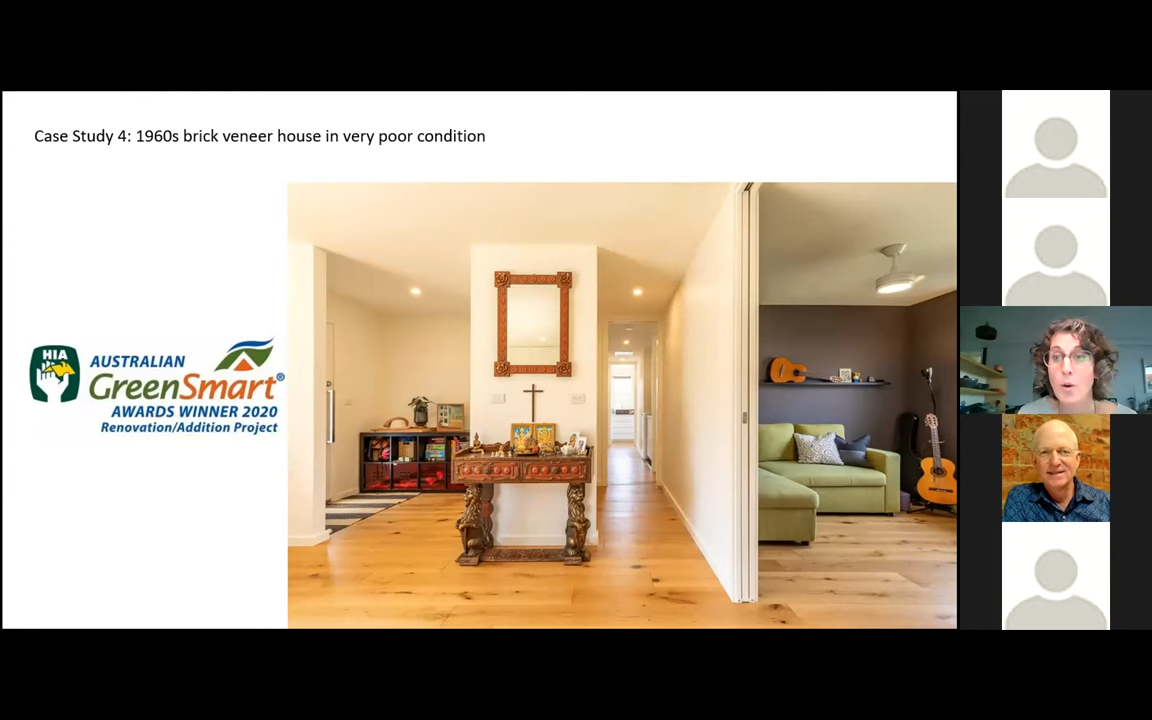 Case Study 4: 1960s brick veneer house in very poor condition
HIA
AUSTRALIAN
GreenSmart®
AWARDS WINNER 2020
Renovation/Addition Project